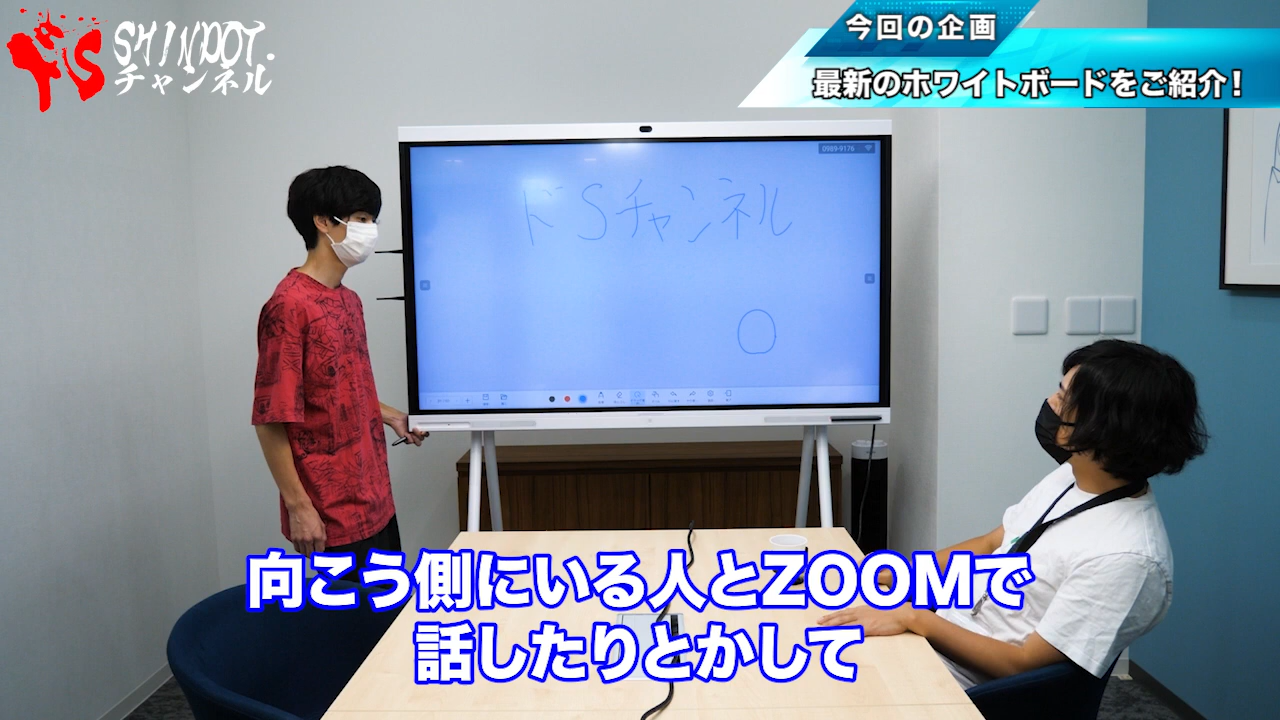 ドS SHINDOT.
チャンネル
今回の企画
最新のホワイトボードをご紹介!
0989-9176
ドSチャンネル
向こう側にいる人とZOOMで
話したりとかして